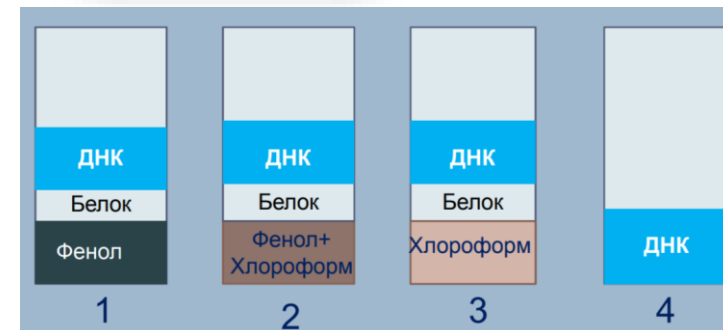 ДНК
Белок
Фенол
1
ДНК
Белок
Фенол+
Хлороформ
2
ДНК
Белок
Хлороформ
3
ДНК
4